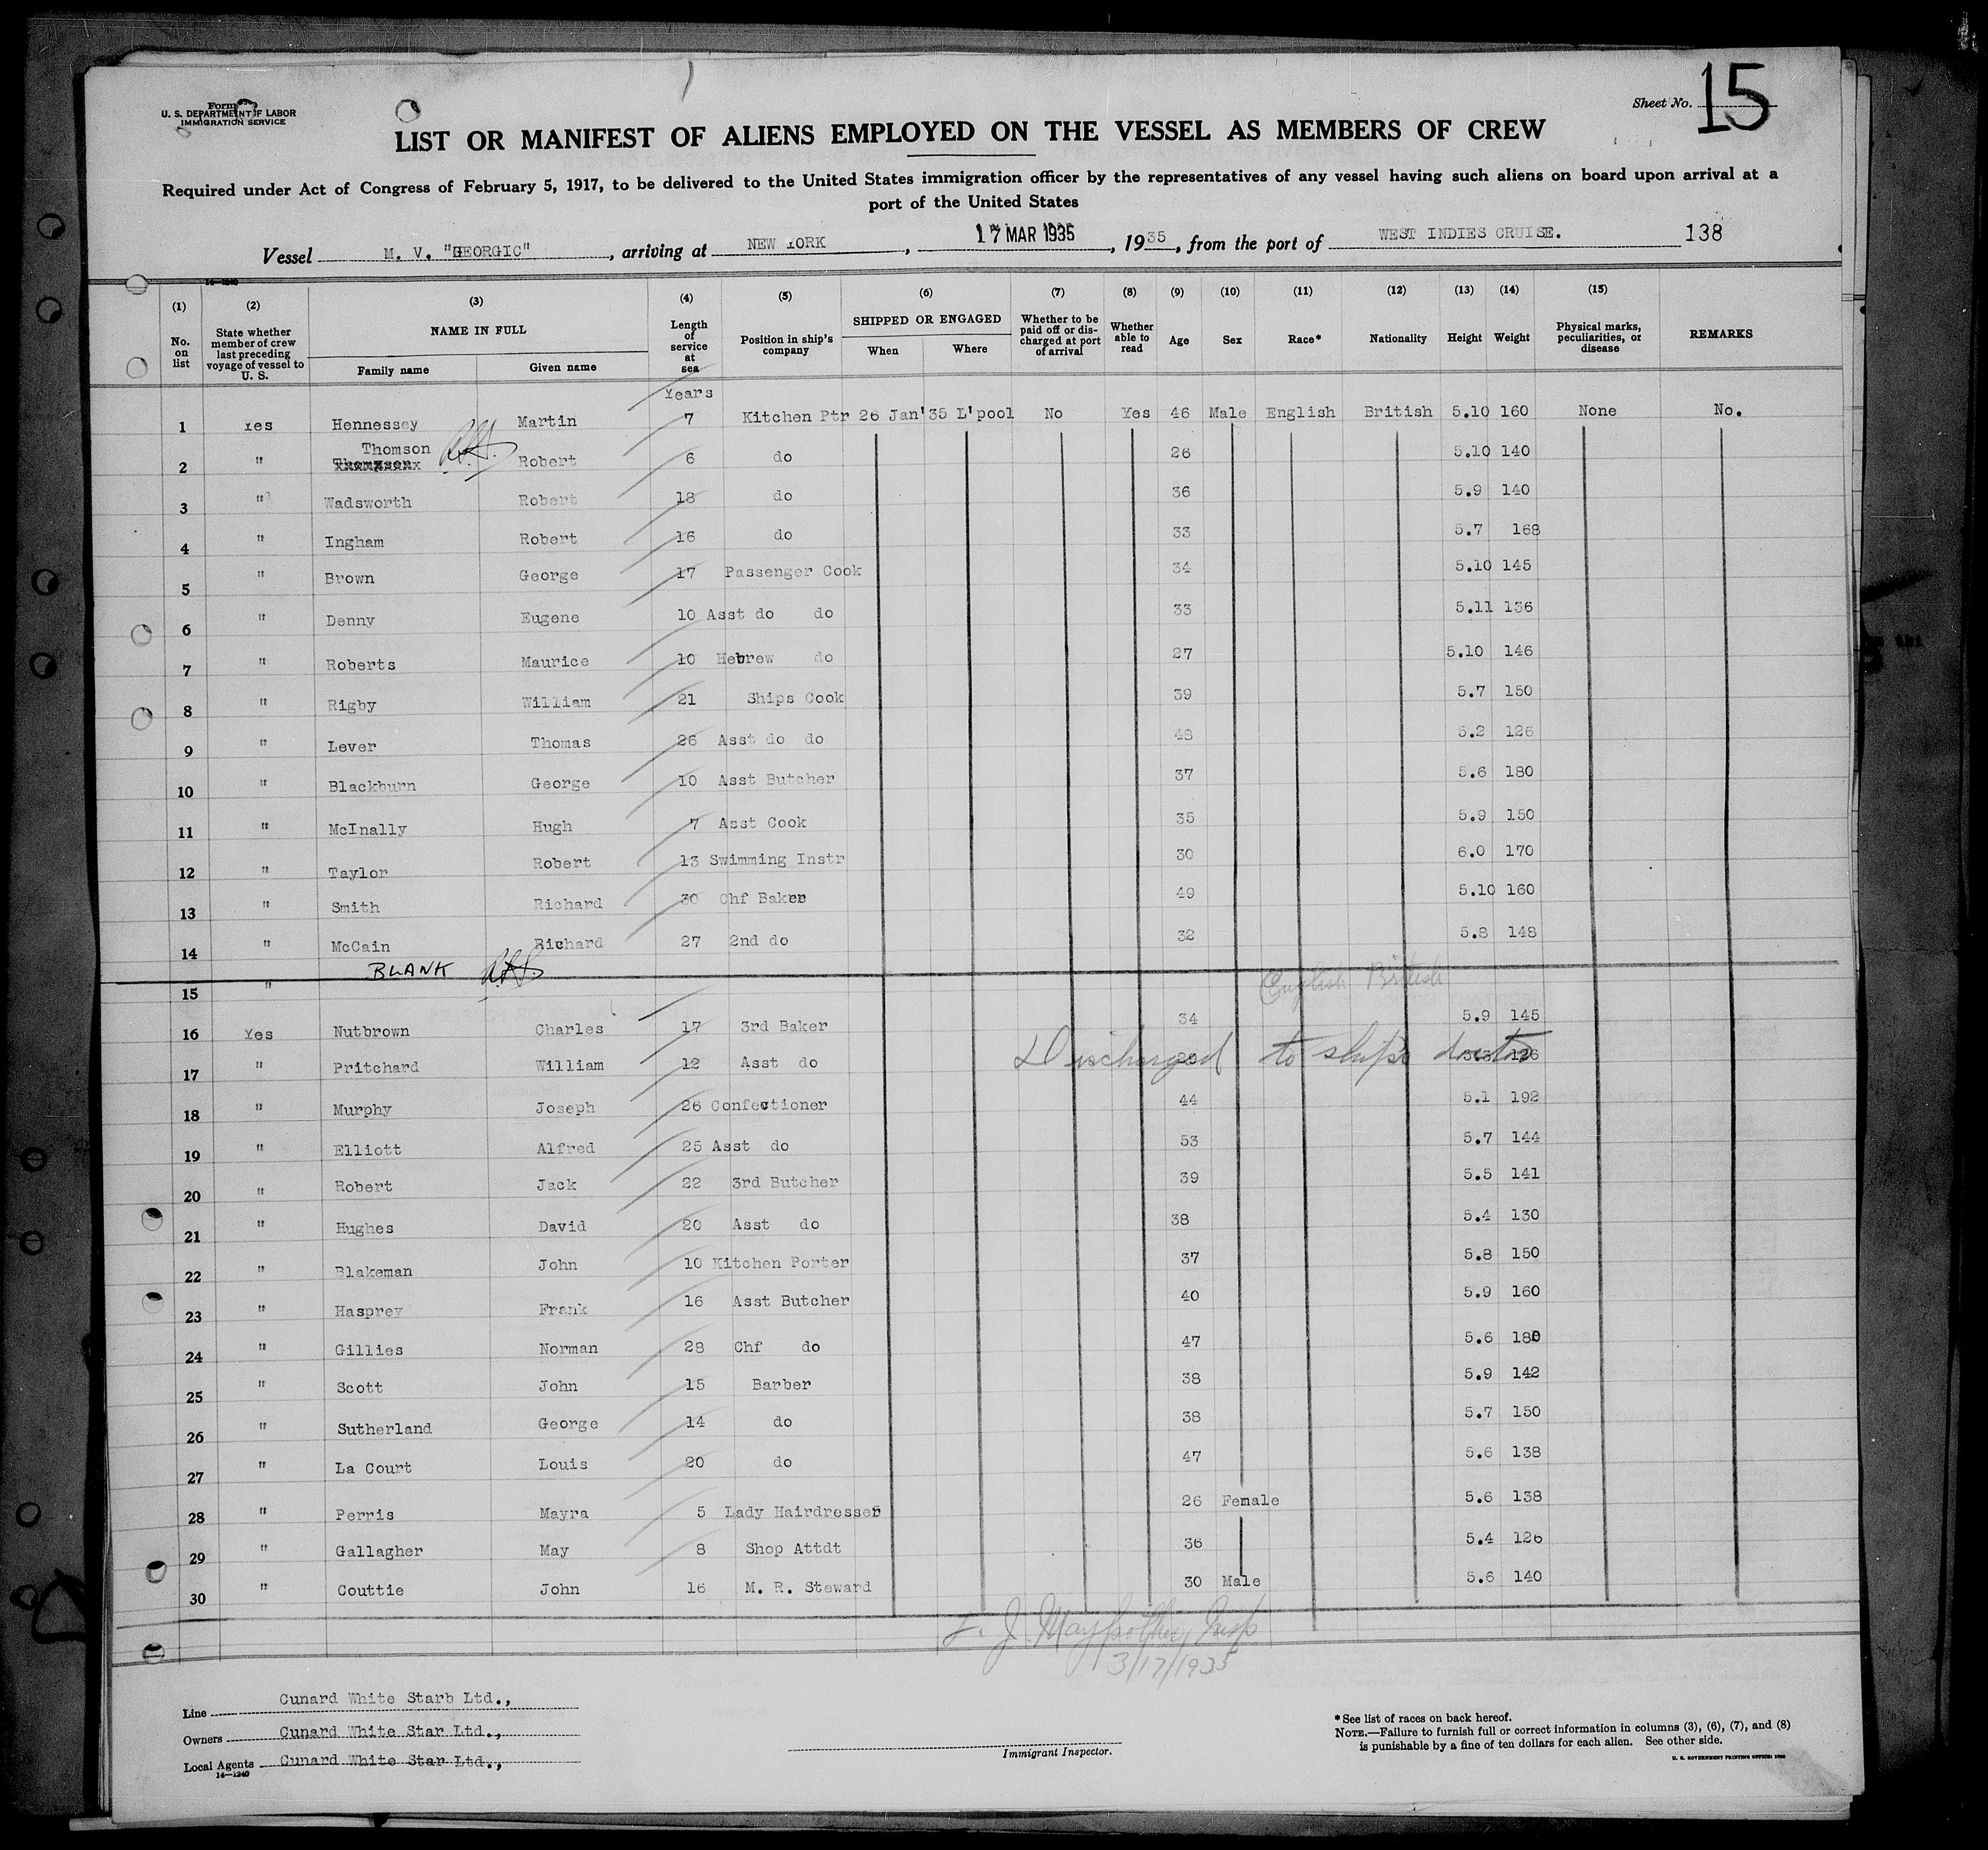 Form
U. S. DEPARTMENT OF LABOR
IMMIGRATION SERVICE
Sheet No. 15
LIST OR MANIFEST OF ALIENS EMPLOYED ON THE VESSEL AS MEMBERS OF CREW
Required under Act of Congress of February 5, 1917, to be delivered to the United States immigration officer by the representatives of any vessel having such aliens on board upon arrival at a
port of the United States
Vessel M. V. "GEORGIC", arriving at NEW YORK, 17 MAR 1935, 1935, from the port of WEST INDIES CRUISE. 138
14—1240
(1) (2) (3) (4) (5) (6) (7) (8) (9) (10) (11) (12) (13) (14) (15)
No. on list | State whether member of crew last preceding voyage of vessel to U. S. | NAME IN FULL Family name Given name | Length of service at sea | Position in ship's company | SHIPPED OR ENGAGED When Where | Whether to be paid off or discharged at port of arrival | Whether able to read | Age | Sex | Race* | Nationality | Height | Weight | Physical marks, peculiarities, or disease | REMARKS
Years
1 Yes Hennessey Martin 7 Kitchen Ptr 26 Jan'35 L'pool No Yes 46 Male English British 5.10 160 None No.
2 " Thomson Robert 6 do 26 5.10 140
3 " Wadsworth Robert 18 do 36 5.9 140
4 " Ingham Robert 16 do 33 5.7 168
5 " Brown George 17 Passenger Cook 34 5.10 145
6 " Denny Eugene 10 Asst do do 33 5.11 136
7 " Roberts Maurice 10 Hebrew do 27 5.10 146
8 " Rigby William 21 Ships Cook 39 5.7 150
9 " Lever Thomas 26 Asst do do 48 5.2 126
10 " Blackburn George 10 Asst Butcher 37 5.6 180
11 " McInally Hugh 7 Asst Cook 35 5.9 150
12 " Taylor Robert 13 Swimming Instr 30 6.0 170
13 " Smith Richard 30 Chf Baker 49 5.10 160
14 " McCain Richard 27 2nd do 32 5.8 148
BLANK
15 " English British
16 Yes Nutbrown Charles 17 3rd Baker 34 5.9 145
17 " Pritchard William 12 Asst do
Discharged to ships doctor
18 " Murphy Joseph 26 Confectioner 44 5.1 192
19 " Elliott Alfred 25 Asst do 53 5.7 144
20 " Robert Jack 22 3rd Butcher 39 5.5 141
21 " Hughes David 20 Asst do 38 5.4 130
22 " Blakeman John 10 Kitchen Porter 37 5.8 150
23 " Hasprey Frank 16 Asst Butcher 40 5.9 160
24 " Gillies Norman 28 Chf do 47 5.6 180
25 " Scott John 15 Barber 38 5.9 142
26 " Sutherland George 14 do 38 5.7 150
27 " La Court Louis 20 do 47 5.6 138
28 " Perris Mayra 5 Lady Hairdresser 26 Female 5.6 138
29 " Gallagher May 8 Shop Attdt 36 5.4 126
30 " Couttie John 16 M. R. Steward 30 Male 5.6 140
3/17/1935
Line Cunard White Starb Ltd.,
Owners Cunard White Star Ltd.,
Local Agents Cunard White Star Ltd.,
14—1240
Immigrant Inspector.
* See list of races on back hereof.
NOTE.—Failure to furnish full or correct information in columns (3), (6), (7), and (8)
is punishable by a fine of ten dollars for each alien. See other side.
U. S. GOVERNMENT PRINTING OFFICE